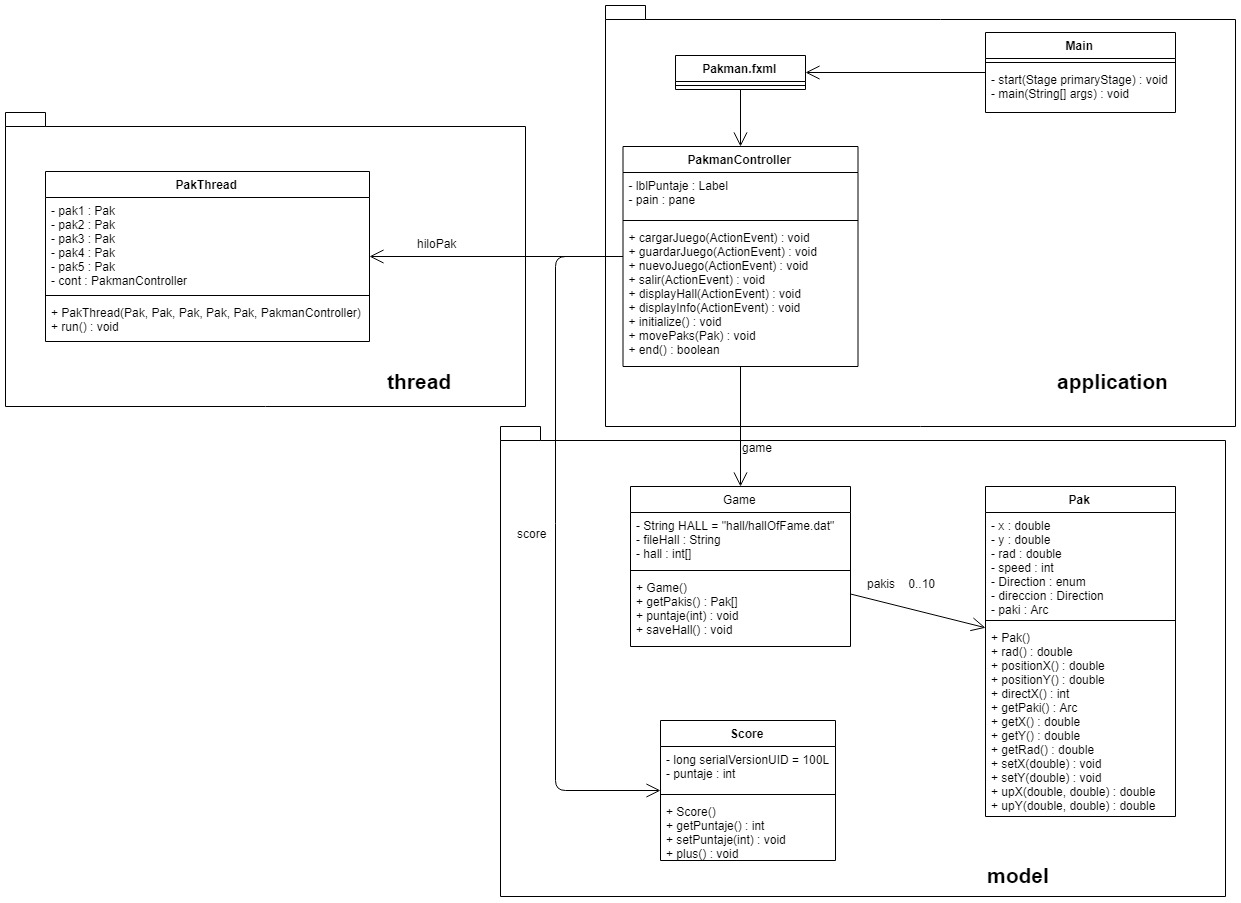 Main
- start(Stage primaryStage) : void
- main(String[] args) : void
Pakman.fxml
PakmanController
- lblPuntaje : Label
- pain : pane
+ cargarJuego(ActionEvent) : void
+ guardarJuego(ActionEvent) : void
+ nuevoJuego(ActionEvent) : void
+ salir(ActionEvent) : void
+ displayHall(ActionEvent) : void
+ displayInfo(ActionEvent) : void
+ initialize() : void
+ movePaks(Pak) : void
+ end() : boolean
application
PakThread
- pak1 : Pak
- pak2 : Pak
- pak3 : Pak
- pak4 : Pak
- pak5 : Pak
- cont : PakmanController
+ PakThread(Pak, Pak, Pak, Pak, Pak, PakmanController)
+ run() : void
thread
hiloPak
game
score
Game
- String HALL = "hall/hallOfFame.dat"
- fileHall : String
- hall : int[]
+ Game()
+ getPakis() : Pak[]
+ puntaje(int) : void
+ saveHall() : void
pakis 0..10
Pak
- x : double
- y : double
- rad : double
- speed : int
- Direction : enum
- direccion : Direction
- paki : Arc
+ Pak()
+ rad() : double
+ positionX() : double
+ positionY() : double
+ directX() : int
+ getPaki() : Arc
+ getX() : double
+ getY() : double
+ getRad() : double
+ setX(double) : void
+ setY(double) : void
+ upX(double, double) : double
+ upY(double, double) : double
Score
- long serialVersionUID = 100L
- puntaje : int
+ Score()
+ getPuntaje() : int
+ setPuntaje(int) : void
+ plus() : void
model